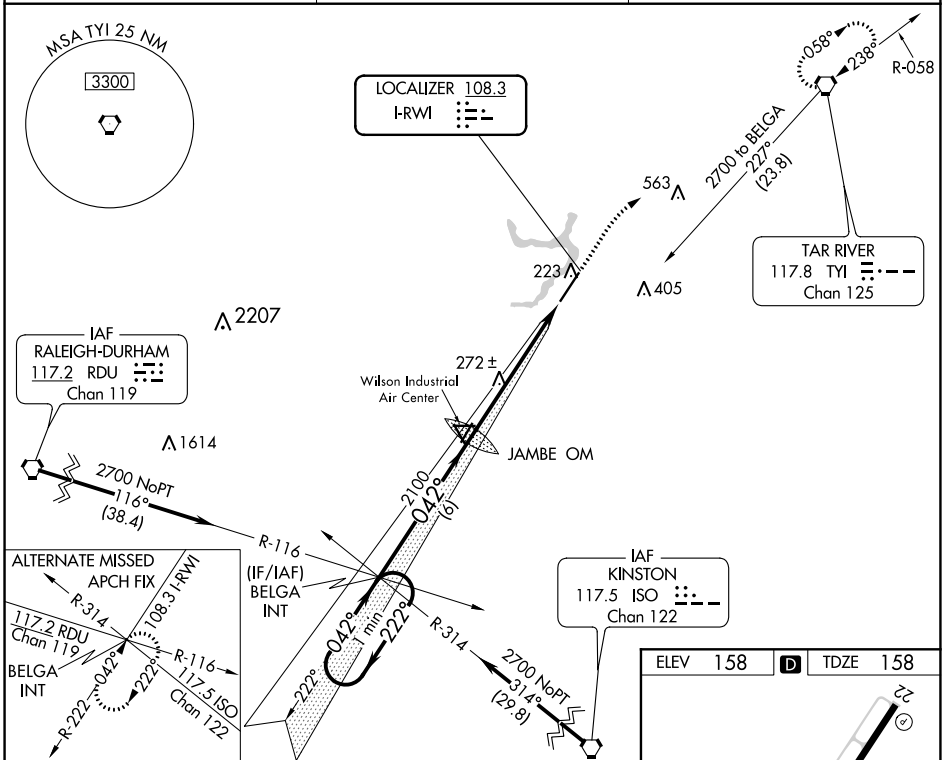 MSA TYI 25 NM
3300
LOCALIZER 108.3
I-RWI
058°
238°
R-058
2700 to BELGA
227°
(23.8)
563
TAR RIVER
117.8 TYI
Chan 125
223
405
2207
IAF
RALEIGH-DURHAM
117.2 RDU
Chan 119
272 ±
Wilson Industrial
Air Center
JAMBE OM
1614
2700 NoPT
116°
(38.4)
2100
042°
(6)
R-116
(IF/IAF)
BELGA
INT
042°
1 min
222°
222°
R-314
IAF
KINSTON
117.5 ISO
Chan 122
2700 NoPT
314°
(29.8)
ALTERNATE MISSED
APCH FIX
R-314
108.3 I-RWI
117.2 RDU
Chan 119
R-116
BELGA
INT
042°
222°
117.5 ISO
Chan 122
R-222
ELEV 158 D TDZE 158
22
P